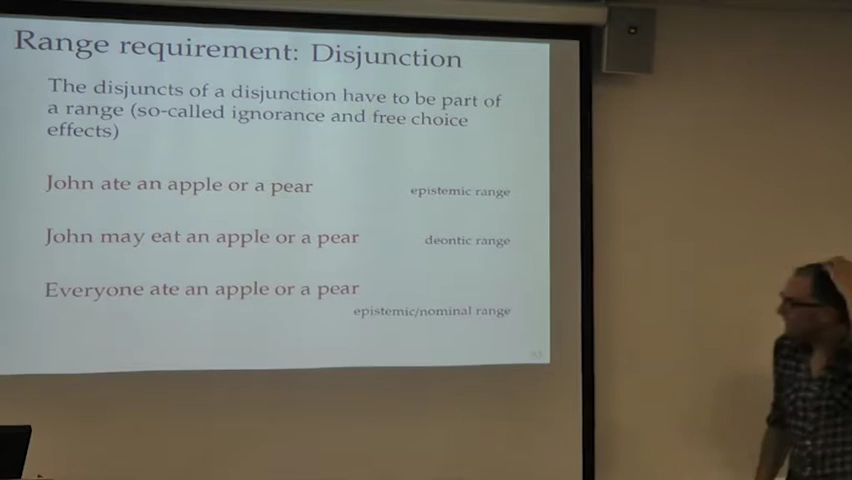 Range requirement: Disjunction
The disjuncts of a disjunction have to be part of
a range (so-called ignorance and free choice
effects)
John ate an apple or a pear epistemic range
John may eat an apple or a pear deontic range
Everyone ate an apple or a pear
epistemic/nominal range